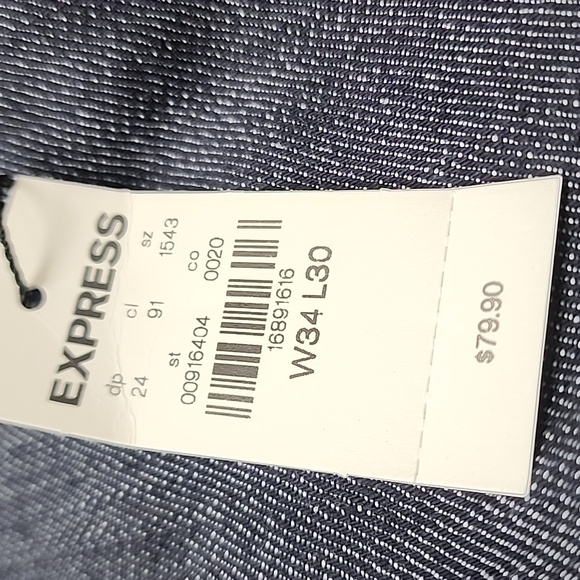 EXPRESS
dp cl sz
24 91 1543
st co
00916404 0020
16891616
W34 L30
$79.90